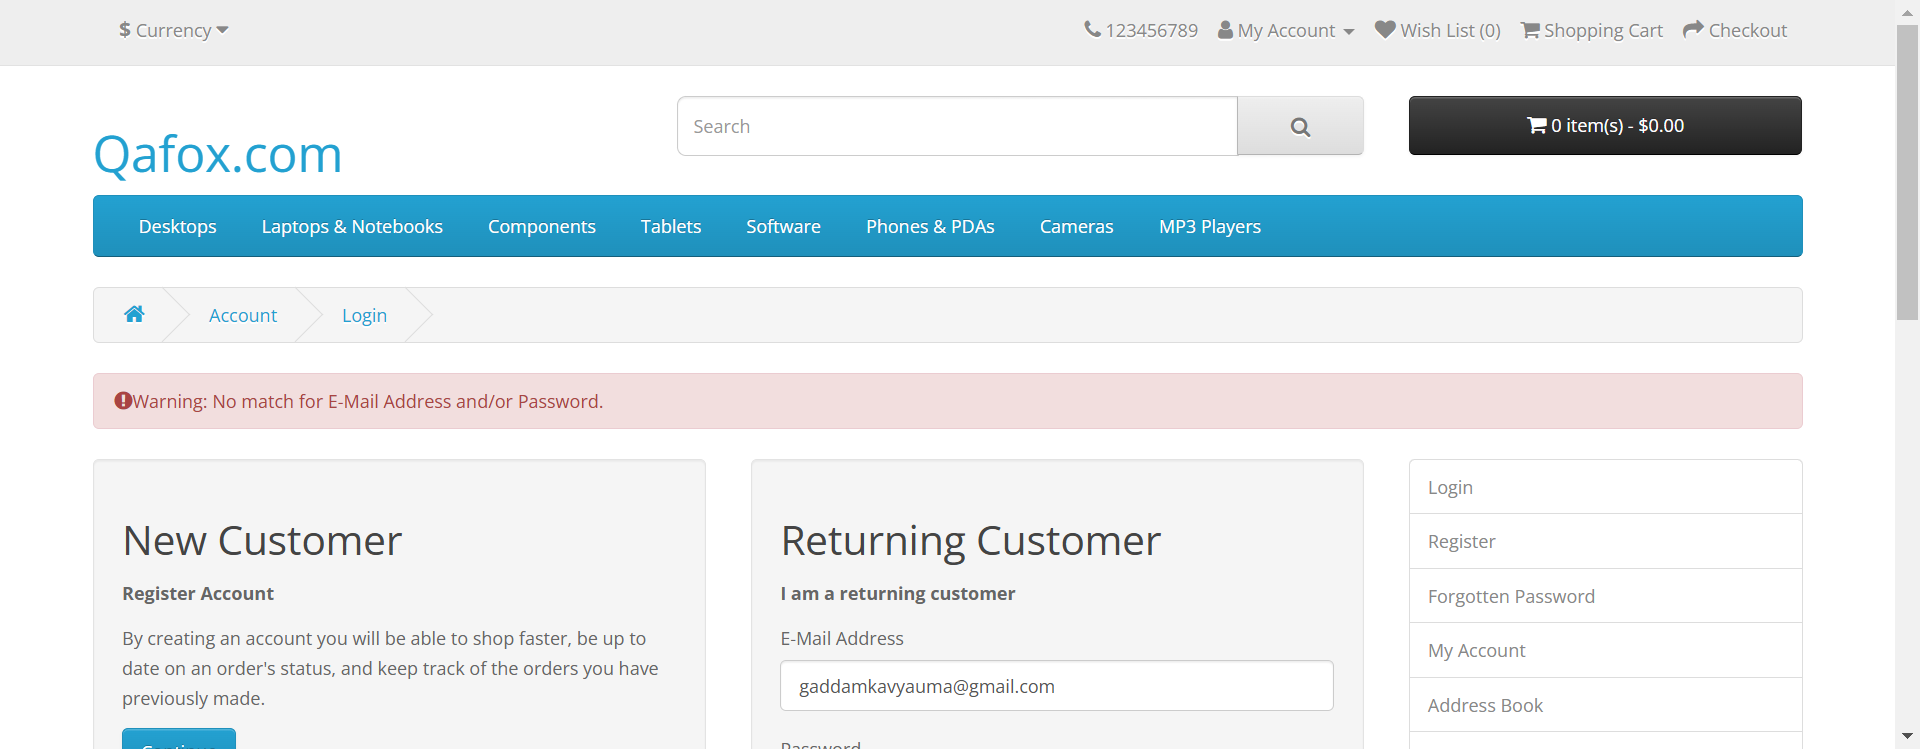 $ Currency
123456789 My Account Wish List (0) Shopping Cart Checkout
Qafox.com
Search
0 item(s) - $0.00
Desktops Laptops & Notebooks Components Tablets Software Phones & PDAs Cameras MP3 Players
Account Login
Warning: No match for E-Mail Address and/or Password.
New Customer
Register Account
By creating an account you will be able to shop faster, be up to
date on an order's status, and keep track of the orders you have
previously made.
Continue
Returning Customer
I am a returning customer
E-Mail Address
gaddamkavyauma@gmail.com
Password
Login
Register
Forgotten Password
My Account
Address Book